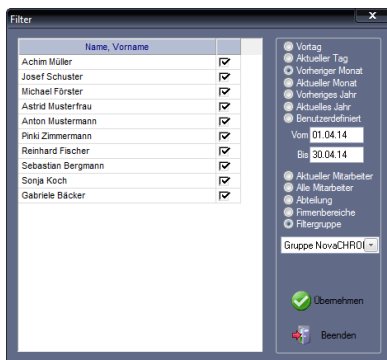 Filter
Name, Vorname
Achim Müller
Josef Schuster
Michael Förster
Astrid Musterfrau
Anton Mustermann
Pinki Zimmermann
Reinhard Fischer
Sebastian Bergmann
Sonja Koch
Gabriele Bäcker
Vortag
Aktueller Tag
Vorheriger Monat
Aktueller Monat
Vorheriges Jahr
Aktuelles Jahr
Benutzerdefiniert
Vom 01.04.14
Bis 30.04.14
Aktueller Mitarbeiter
Alle Mitarbeiter
Abteilung
Firmenbereiche
Filtergruppe
Gruppe NovaCHRO
Übernehmen
Beenden